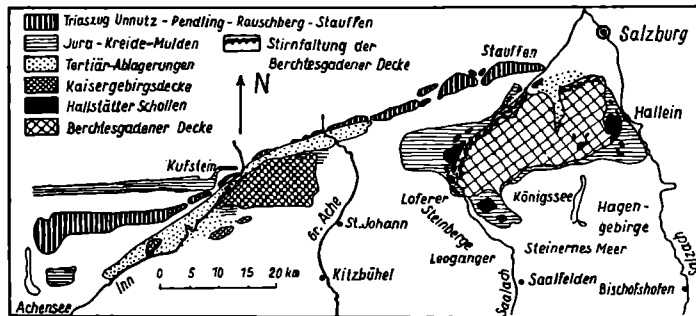 Triaszug Unnutz-Pendling-Rauschberg-Stauffen
Jura-Kreide-Mulden
Stirnfaltung der
Berchtesgadener Decke
Tertiär-Ablagerungen
Kaisergebirgsdecke
Hallstätter Schollen
Berchtesgadener Decke
N
Stauffen
Salzburg
Hallein
Kufstein
Loferer
Steinberge
Königssee
Hagen-
gebirge
Gr. Ache
St.Johann
Leoganger
Steinernes Meer
0 5 10 15 20 km
Kitzbühel
Saalfelden
Bischofshofen
Achensee
Inn
Saalach
Salzach